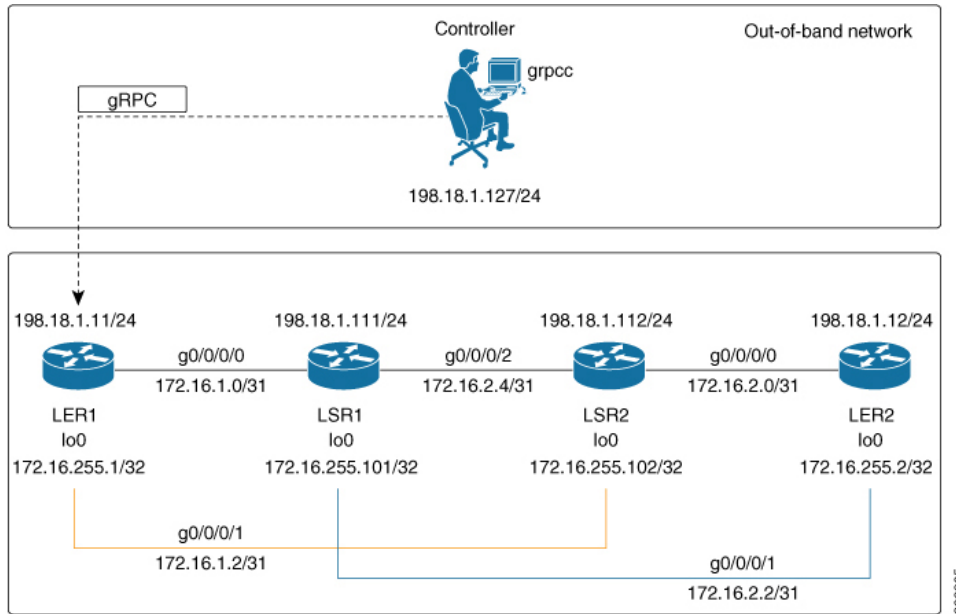 Controller
Out-of-band network
grpcc
gRPC
198.18.1.127/24
198.18.1.11/24
198.18.1.111/24
198.18.1.112/24
198.18.1.12/24
g0/0/0/0
g0/0/0/2
g0/0/0/0
172.16.1.0/31
172.16.2.4/31
172.16.2.0/31
LER1
LSR1
LSR2
LER2
lo0
lo0
lo0
lo0
172.16.255.1/32
172.16.255.101/32
172.16.255.102/32
172.16.255.2/32
g0/0/0/1
172.16.1.2/31
g0/0/0/1
172.16.2.2/31